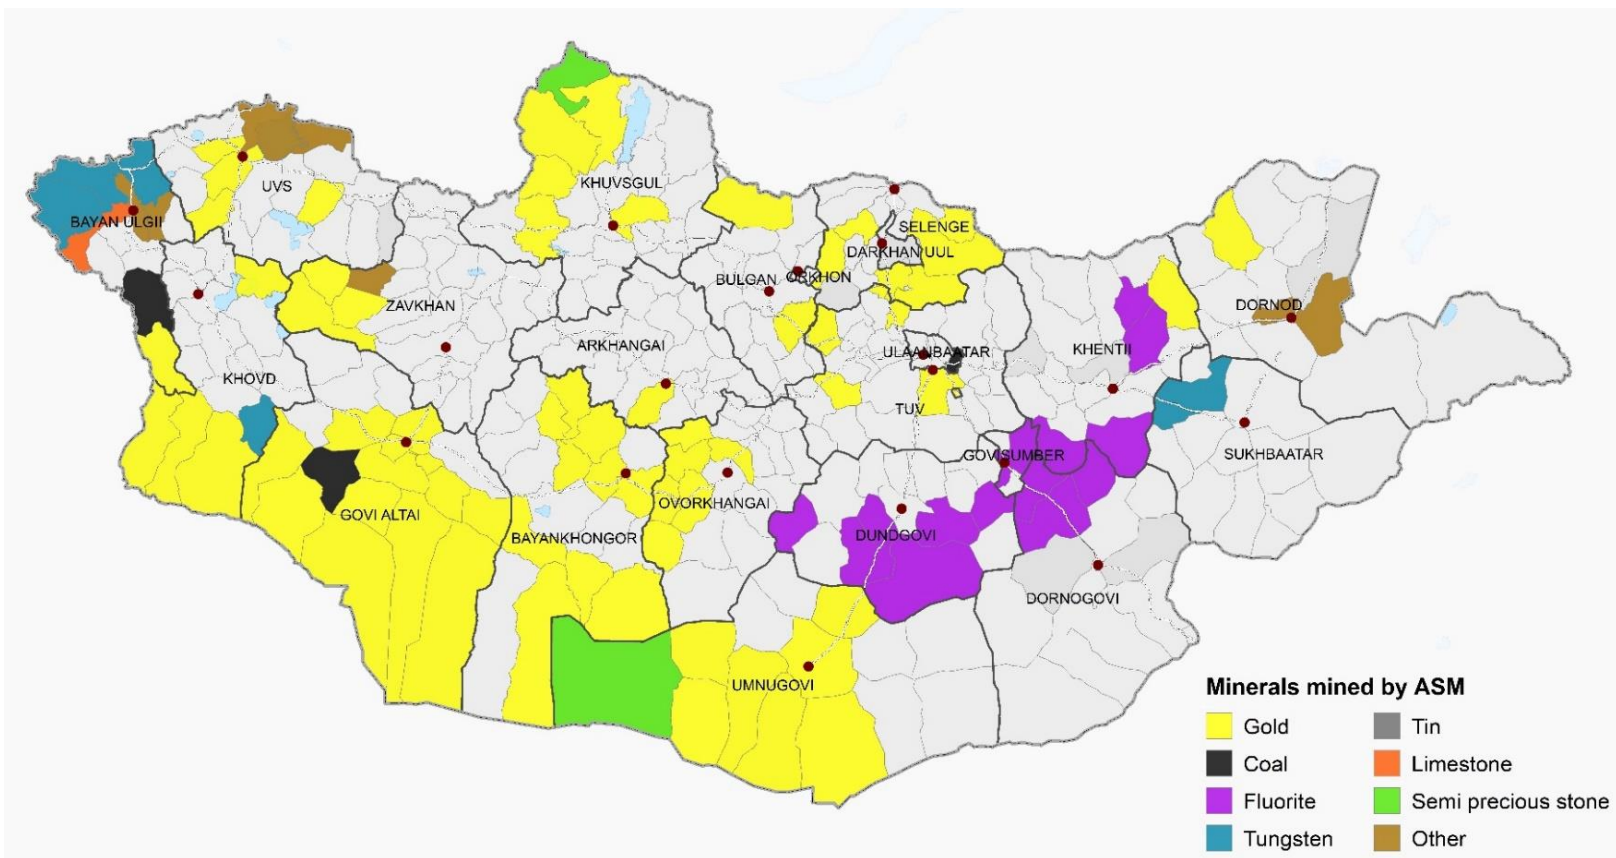 KHUVSGUL
UVS
BAYAN ULGII
SELENGE
DARKHAN UUL
ORKHON
BULGAN
ZAVKHAN
DORNOD
ARKHANGAI
ULAANBAATAR
KHENTII
KHOVD
TUV
GOVISUMBER
SUKHBAATAR
OVORKHANGAI
GOVI ALTAI
BAYANKHONGOR
DUNDGOVI
DORNOGOVI
UMNUGOVI
Minerals mined by ASM
Gold
Coal
Fluorite
Tungsten
Tin
Limestone
Semi precious stone
Other